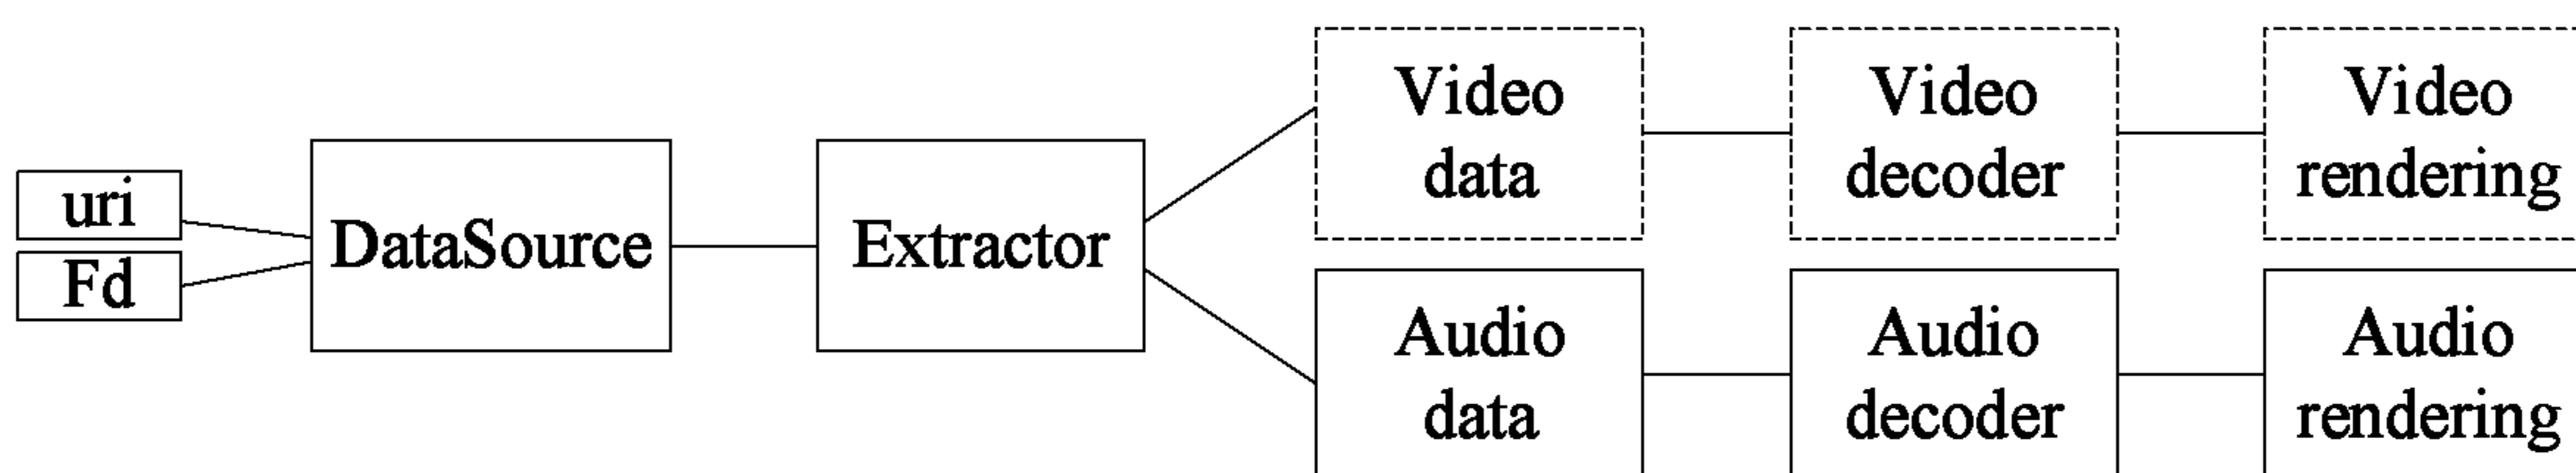 uri
Fd
DataSource
Extractor
Video
data
Video
decoder
Video
rendering
Audio
data
Audio
decoder
Audio
rendering